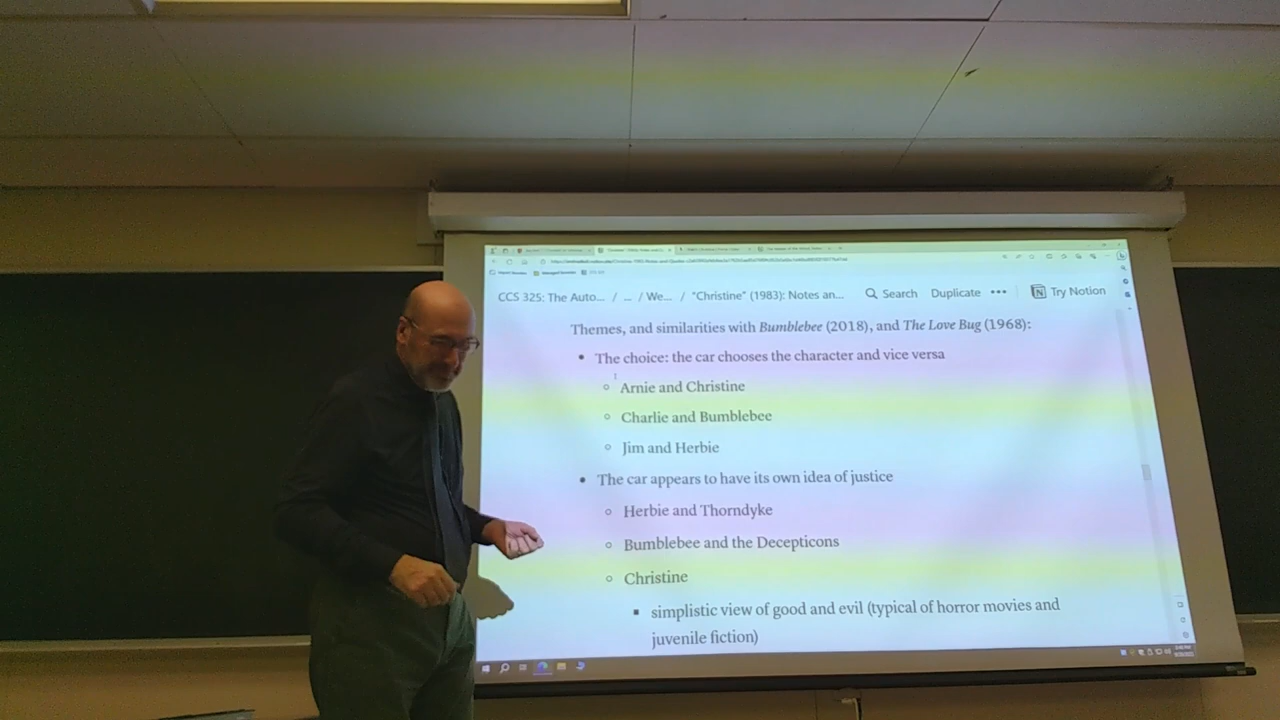 CCS 325: The Auto... / ... / We... / "Christine" (1983): Notes an... Search Duplicate ••• Try Notion
Themes, and similarities with Bumblebee (2018), and The Love Bug (1968):
• The choice: the car chooses the character and vice versa
◦ Arnie and Christine
◦ Charlie and Bumblebee
◦ Jim and Herbie
• The car appears to have its own idea of justice
◦ Herbie and Thorndyke
◦ Bumblebee and the Decepticons
◦ Christine
▪ simplistic view of good and evil (typical of horror movies and
juvenile fiction)